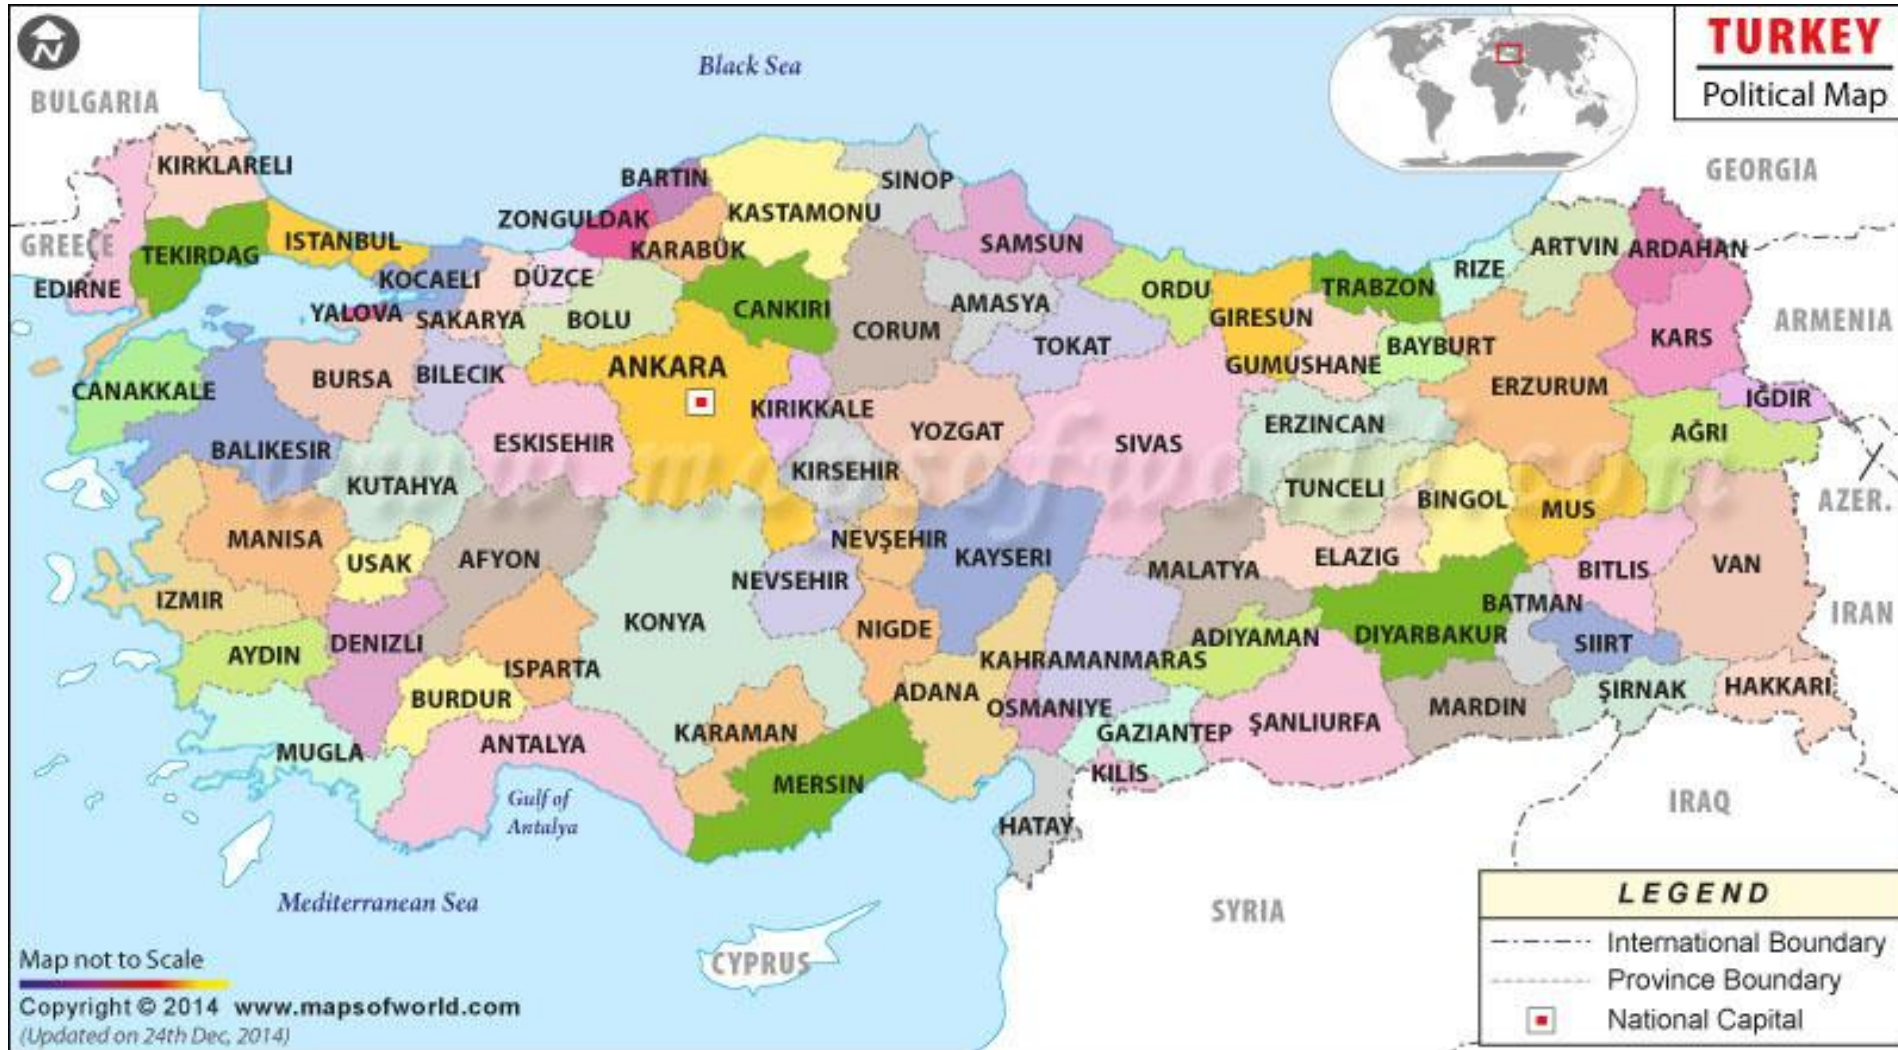 N
Black Sea
TURKEY
Political Map
BULGARIA
GEORGIA
KIRKLARELI
BARTIN
SINOP
ZONGULDAK
KASTAMONU
GREECE
TEKIRDAG
ISTANBUL
KARABÜK
SAMSUN
ARTVIN
ARDAHAN
EDIRNE
KOCAELI
DÜZCE
RIZE
YALOVA
SAKARYA
BOLU
CANKIRI
CORUM
AMASYA
ORDU
GIRESUN
TRABZON
ARMENIA
CANAKKALE
BURSA
BILECIK
ANKARA
TOKAT
GUMUSHANE
BAYBURT
KARS
ERZURUM
IĞDIR
BALIKESIR
ESKISEHIR
KIRIKKALE
YOZGAT
SIVAS
ERZINCAN
AĞRI
www.mapsofworld.com
KUTAHYA
KIRSEHIR
TUNCELI
BINGOL
MUS
AZER.
MANISA
USAK
AFYON
NEVŞEHIR
KAYSERI
ELAZIG
MALATYA
BITLIS
VAN
NEVSEHIR
IZMIR
DENIZLI
KONYA
NIGDE
ADIYAMAN
DIYARBAKUR
BATMAN
SIIRT
IRAN
AYDIN
ISPARTA
KAHRAMANMARAS
BURDUR
ADANA
OSMANIYE
GAZIANTEP
ŞANLIURFA
MARDIN
ŞIRNAK
HAKKARI
MUGLA
ANTALYA
KARAMAN
MERSIN
KILIS
Gulf of
Antalya
HATAY
IRAQ
Mediterranean Sea
SYRIA
CYPRUS
LEGEND
International Boundary
Province Boundary
National Capital
Map not to Scale
Copyright © 2014 www.mapsofworld.com
(Updated on 24th Dec, 2014)